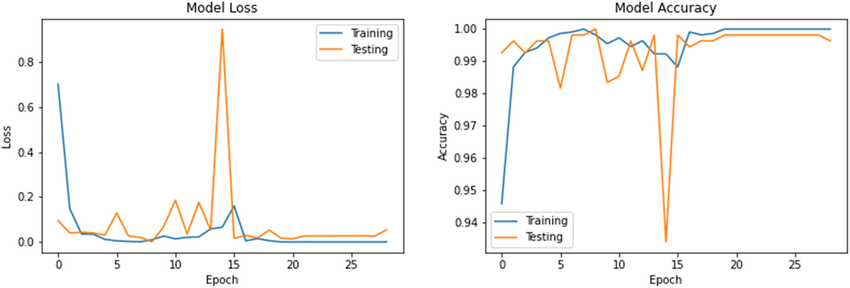 Model Loss
Training
Testing
Loss
0.8
0.6
0.4
0.2
0.0
0 5 10 15 20 25
Epoch
Model Accuracy
Accuracy
1.00
0.99
0.98
0.97
0.96
0.95
0.94
Training
Testing
0 5 10 15 20 25
Epoch